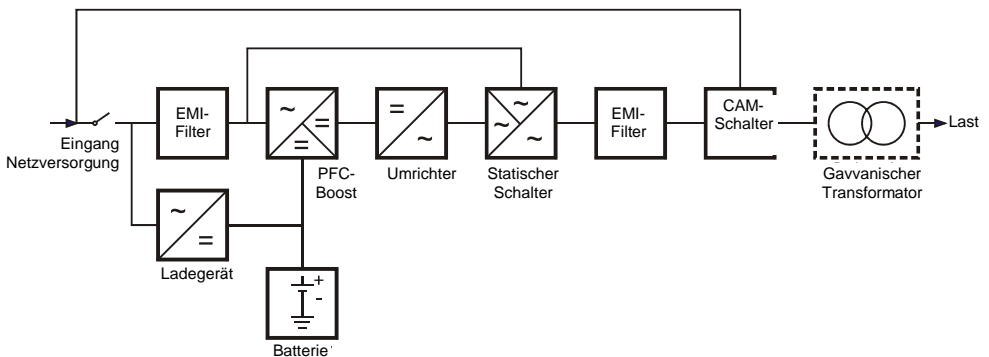 EMI-
Filter
EMI-
Filter
CAM-
Schalter
Eingang
Netzversorgung
Last
PFC-
Boost
Umrichter
Statischer
Schalter
Gavvanischer
Transformator
Ladegerät
+
-
Batterie